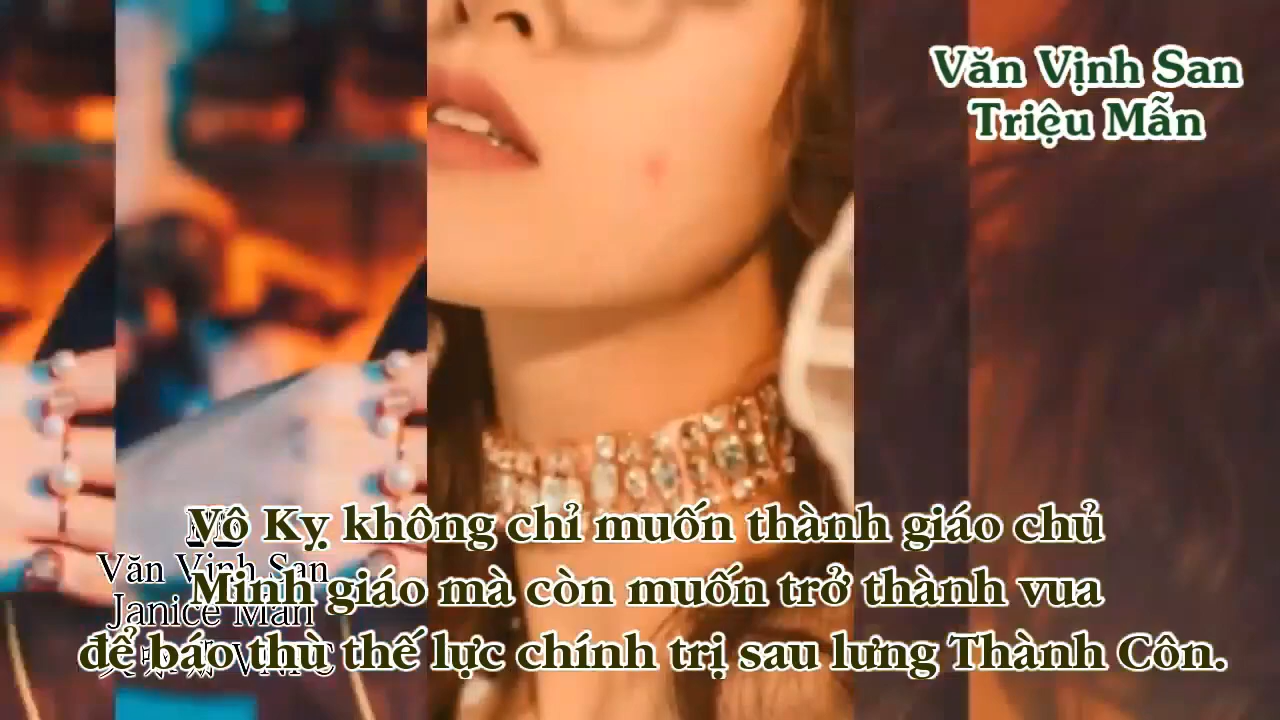 Văn Vịnh San
Triệu Mẫn
Vô Kỵ không chỉ muốn thành giáo chủ
Minh giáo mà còn muốn trở thành vua
để báo thù thế lực chính trị sau lưng Thành Côn.
Văn Vịnh San
Janice Man